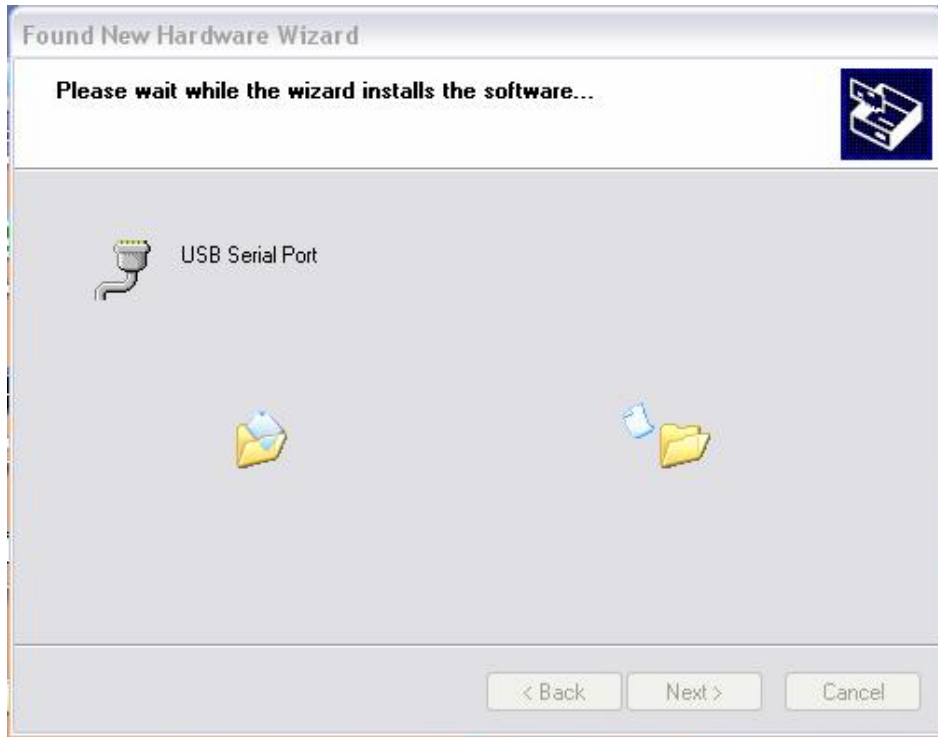 Found New Hardware Wizard
Please wait while the wizard installs the software...
USB Serial Port
< Back
Next >
Cancel